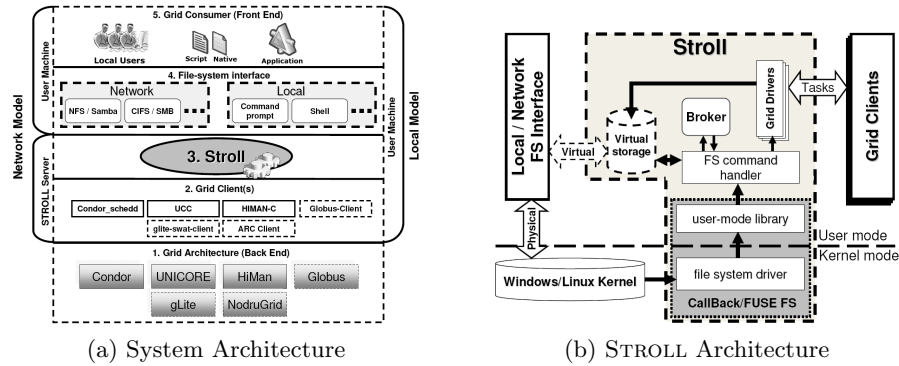 5. Grid Consumer (Front End)
Local Users
Script
Native
Application
4. File-system interface
Network
NFS / Samba
CIFS / SMB
Local
Command
prompt
Shell
3. Stroll
2. Grid Client(s)
Condor_schedd
UCC
HIMAN-C
Globus-Client
glite-swat-client
ARC Client
1. Grid Architecture (Back End)
Condor
UNICORE
HiMan
Globus
gLite
NodruGrid
Network Model
User Machine
STROLL Server
User Machine
Local Model
(a) System Architecture
Stroll
Local / Network
FS Interface
Virtual
Virtual
storage
Broker
Grid Drivers
Tasks
Grid Clients
FS command
handler
Physical
user-mode library
User mode
Kernel mode
Windows/Linux Kernel
file system driver
CallBack/FUSE FS
(b) STROLL Architecture